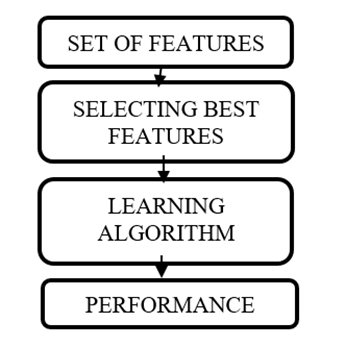 SET OF FEATURES
SELECTING BEST
FEATURES
LEARNING
ALGORITHM
PERFORMANCE